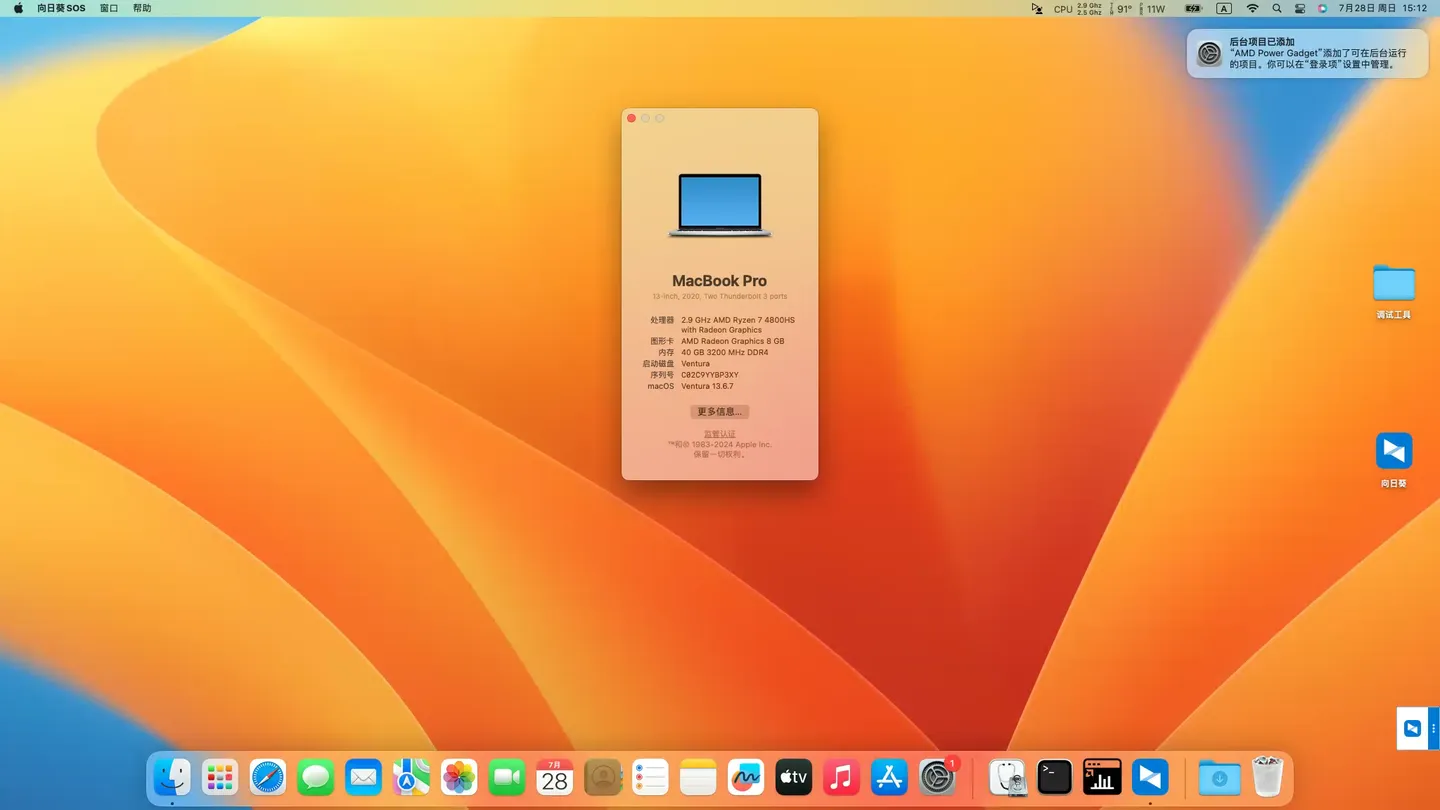 向日葵SOS 窗口 帮助
CPU 2.9 Ghz 2.5 Ghz 91° 11W A 7月28日 周日 15:12
后台项目已添加
“AMD Power Gadget”添加了可在后台运行
的项目。你可以在“登录项”设置中管理。
MacBook Pro
13-inch, 2020, Two Thunderbolt 3 ports
处理器 2.9 GHz AMD Ryzen 7 4800HS
with Radeon Graphics
图形卡 AMD Radeon Graphics 8 GB
内存 40 GB 3200 MHz DDR4
启动磁盘 Ventura
序列号 C02C9YYBP3XY
macOS Ventura 13.6.7
更多信息...
监管认证
™和© 1983-2024 Apple Inc.
保留一切权利。
调试工具
向日葵
7月
28
tv
1